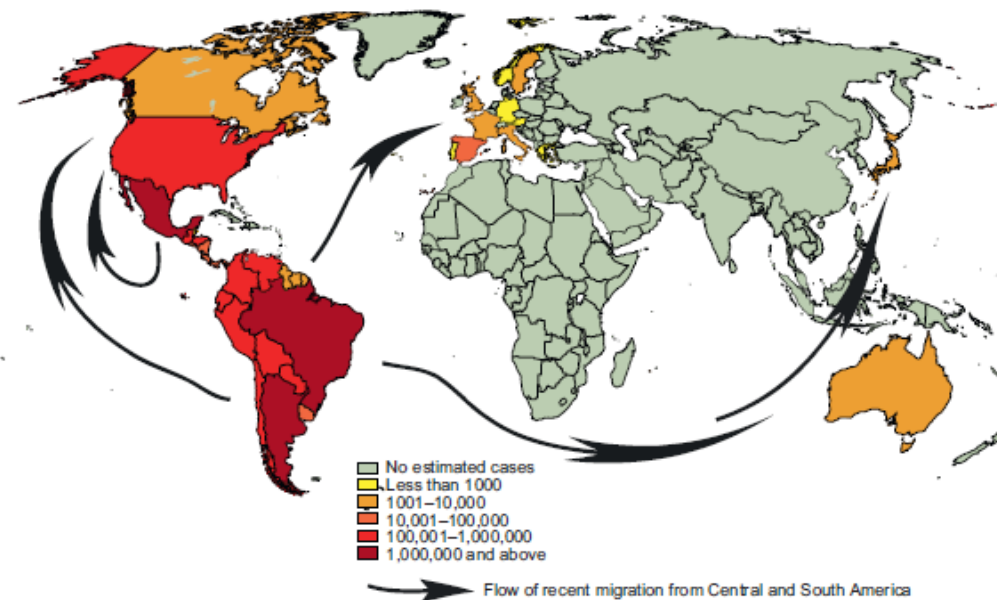 No estimated cases
Less than 1000
1001–10,000
10,001–100,000
100,001–1,000,000
1,000,000 and above
Flow of recent migration from Central and South America